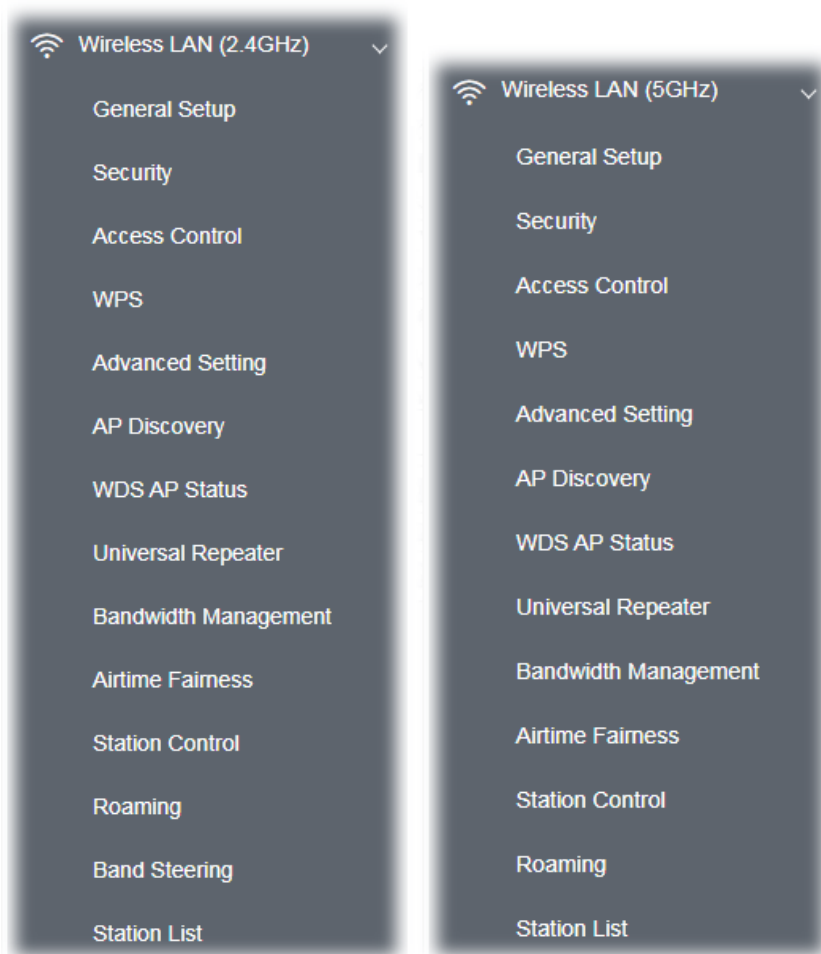 Wireless LAN (2.4GHz)
General Setup
Security
Access Control
WPS
Advanced Setting
AP Discovery
WDS AP Status
Universal Repeater
Bandwidth Management
Airtime Fairness
Station Control
Roaming
Band Steering
Station List
Wireless LAN (5GHz)
General Setup
Security
Access Control
WPS
Advanced Setting
AP Discovery
WDS AP Status
Universal Repeater
Bandwidth Management
Airtime Fairness
Station Control
Roaming
Station List